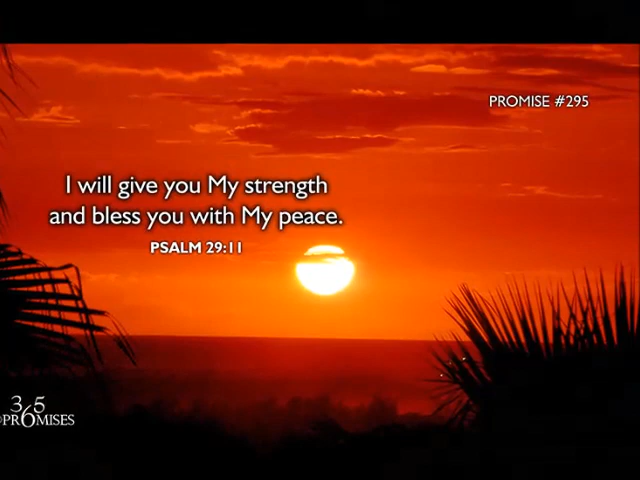 PROMISE #295
I will give you My strength
and bless you with My peace.
PSALM 29:11
365
PROMISES